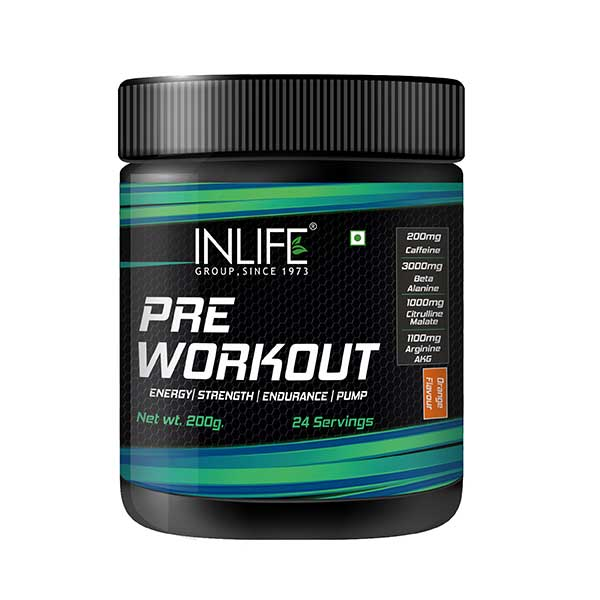 INLIFE®
GROUP, SINCE 1973
PRE
WORKOUT
ENERGY| STRENGTH | ENDURANCE | PUMP
Net wt. 200g.
24 Servings
200mg
Caffeine
3000mg
Beta
Alanine
1000mg
Citrulline
Malate
1100mg
Arginine
AKG
Orange
Flavour